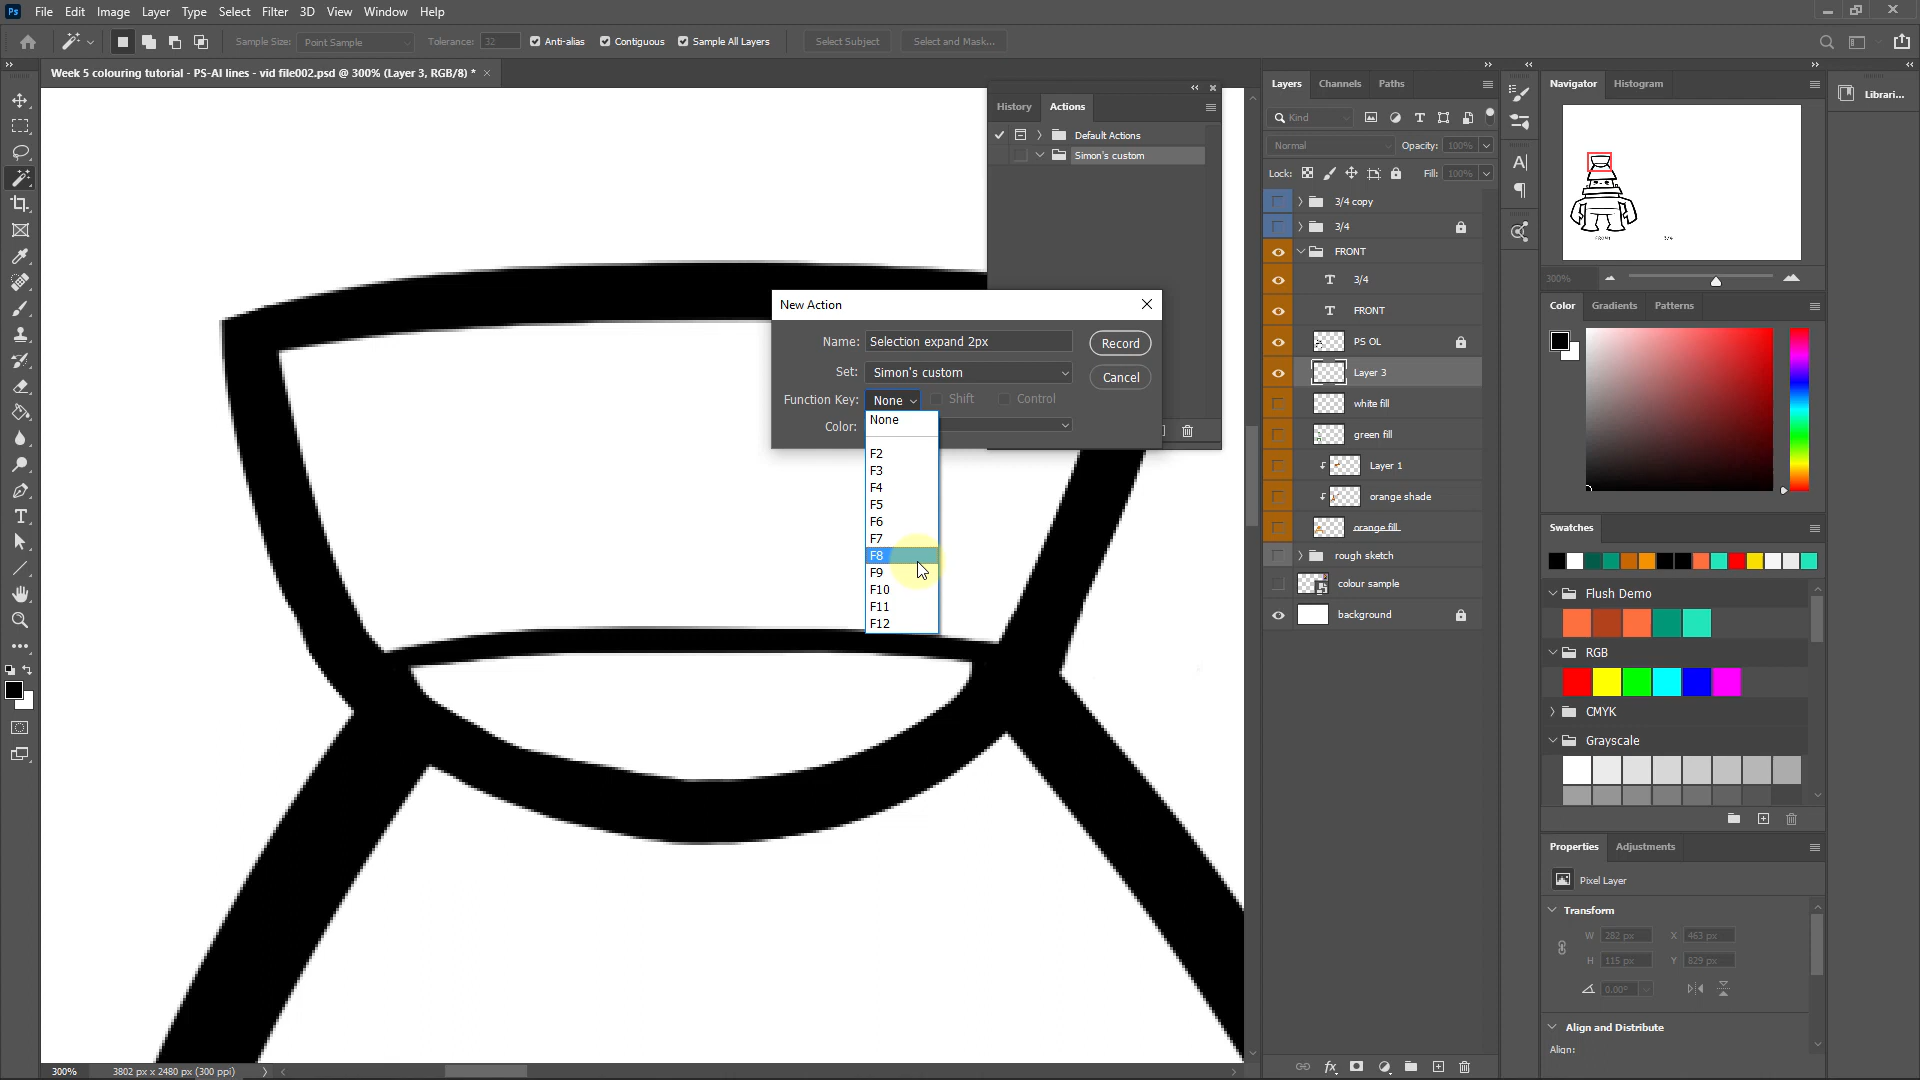 Ps File Edit Image Layer Type Select Filter 3D View Window Help
Sample Size: Point Sample Tolerance: 32 Anti-alias Contiguous Sample All Layers Select Subject Select and Mask...
Week 5 colouring tutorial - PS-AI lines - vid file002.psd @ 300% (Layer 3, RGB/8) * ×
History Actions
Default Actions
Simon's custom
New Action
Name: Selection expand 2px Record
Set: Simon's custom Cancel
Function Key: None Shift Control
Color:
None
F2
F3
F4
F5
F6
F7
F8
F9
F10
F11
F12
Layers Channels Paths
Kind
Normal Opacity: 100%
Lock: Fill: 100%
3/4 copy
3/4
FRONT
3/4
FRONT
PS OL
Layer 3
white fill
green fill
Layer 1
orange shade
orange fill
rough sketch
colour sample
background
Navigator Histogram
FRONT 3/4
300%
Color Gradients Patterns
Swatches
Flush Demo
RGB
CMYK
Grayscale
Properties Adjustments
Pixel Layer
Transform
W 282 px X 463 px
H 115 px Y 829 px
0.00°
Align and Distribute
Align:
Librari...
300% 3802 px x 2480 px (300 ppi)